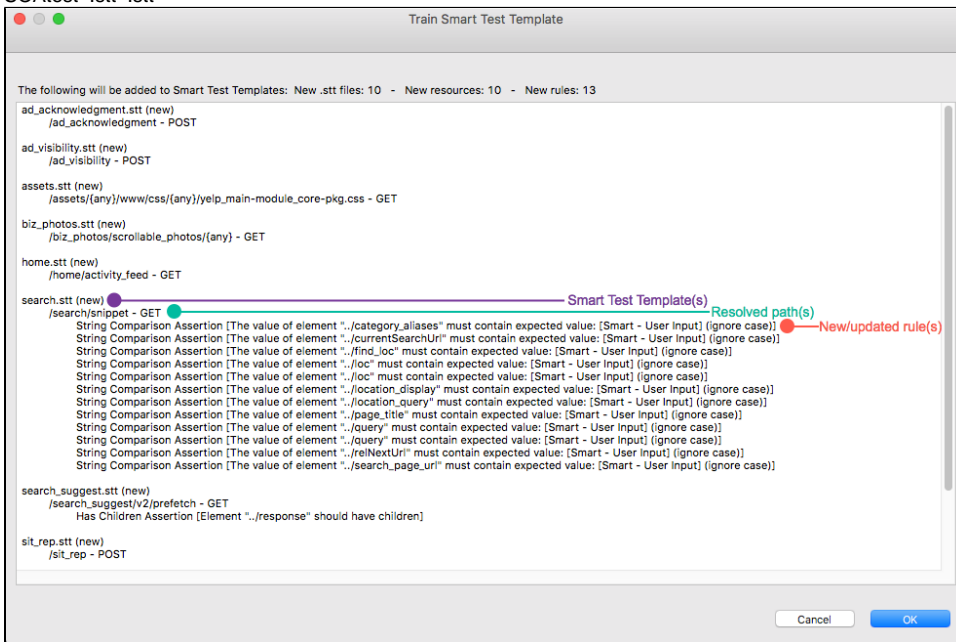 Train Smart Test Template
The following will be added to Smart Test Templates: New .stt files: 10 - New resources: 10 - New rules: 13
ad_acknowledgment.stt (new)
/ad_acknowledgment - POST
ad_visibility.stt (new)
/ad_visibility - POST
assets.stt (new)
/assets/{any}/www/css/{any}/yelp_main-module_core-pkg.css - GET
biz_photos.stt (new)
/biz_photos/scrollable_photos/{any} - GET
home.stt (new)
/home/activity_feed - GET
search.stt (new) Smart Test Template(s)
/search/snippet - GET Resolved path(s)
String Comparison Assertion [The value of element "../category_aliases" must contain expected value: [Smart - User Input] (ignore case)] New/updated rule(s)
String Comparison Assertion [The value of element "../currentSearchUrl" must contain expected value: [Smart - User Input] (ignore case)]
String Comparison Assertion [The value of element "../find_loc" must contain expected value: [Smart - User Input] (ignore case)]
String Comparison Assertion [The value of element "../loc" must contain expected value: [Smart - User Input] (ignore case)]
String Comparison Assertion [The value of element "../loc" must contain expected value: [Smart - User Input] (ignore case)]
String Comparison Assertion [The value of element "../location_display" must contain expected value: [Smart - User Input] (ignore case)]
String Comparison Assertion [The value of element "../location_query" must contain expected value: [Smart - User Input] (ignore case)]
String Comparison Assertion [The value of element "../page_title" must contain expected value: [Smart - User Input] (ignore case)]
String Comparison Assertion [The value of element "../query" must contain expected value: [Smart - User Input] (ignore case)]
String Comparison Assertion [The value of element "../query" must contain expected value: [Smart - User Input] (ignore case)]
String Comparison Assertion [The value of element "../relNextUrl" must contain expected value: [Smart - User Input] (ignore case)]
String Comparison Assertion [The value of element "../search_page_url" must contain expected value: [Smart - User Input] (ignore case)]
search_suggest.stt (new)
/search_suggest/v2/prefetch - GET
Has Children Assertion [Element "../response" should have children]
sit_rep.stt (new)
/sit_rep - POST
Cancel OK